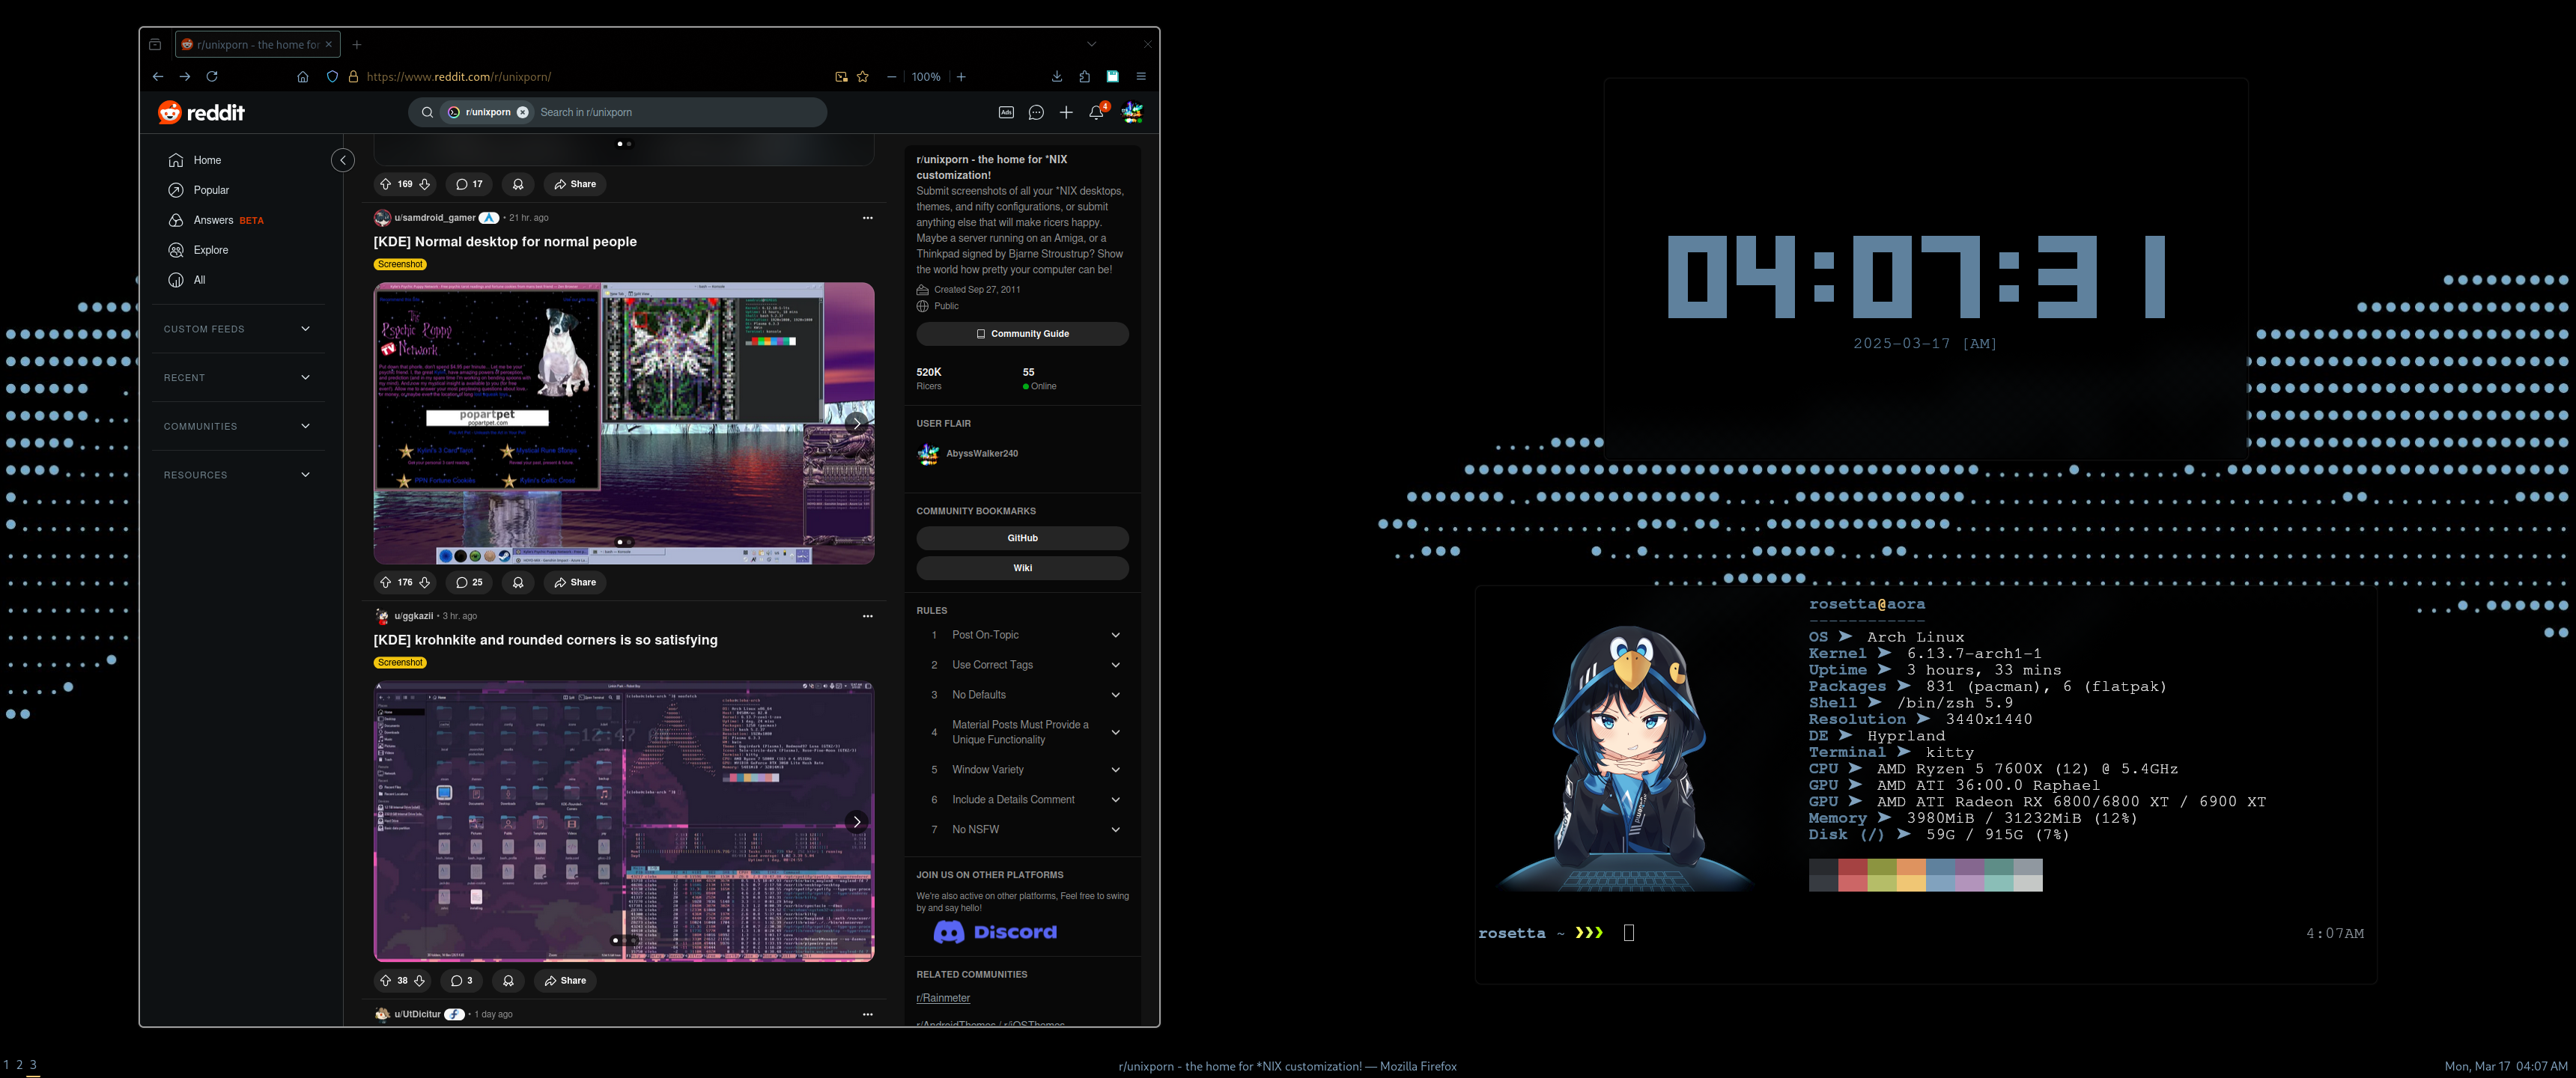 r/unixporn - the home for
https://www.reddit.com/r/unixporn/
100%
reddit
r/unixporn
Search in r/unixporn
Ads
4
Home
Popular
Answers BETA
Explore
All
CUSTOM FEEDS
RECENT
COMMUNITIES
RESOURCES
169
17
Share
u/samdroid_gamer • 21 hr. ago
[KDE] Normal desktop for normal people
Screenshot
The
Psychic Puppy
Network
popartpet
popartpet.com
176
25
Share
u/ggkazii • 3 hr. ago
[KDE] krohnkite and rounded corners is so satisfying
Screenshot
38
3
Share
u/UtDicitur • 1 day ago
r/unixporn - the home for *NIX
customization!
Submit screenshots of all your *NIX desktops,
themes, and nifty configurations, or submit
anything else that will make ricers happy.
Maybe a server running on an Amiga, or a
Thinkpad signed by Bjarne Stroustrup? Show
the world how pretty your computer can be!
Created Sep 27, 2011
Public
Community Guide
520K 55
Ricers Online
USER FLAIR
AbyssWalker240
COMMUNITY BOOKMARKS
GitHub
Wiki
RULES
1 Post On-Topic
2 Use Correct Tags
3 No Defaults
4 Material Posts Must Provide a
Unique Functionality
5 Window Variety
6 Include a Details Comment
7 No NSFW
JOIN US ON OTHER PLATFORMS
We're also active on other platforms, Feel free to swing
by and say hello!
Discord
RELATED COMMUNITIES
r/Rainmeter
r/AndroidThemes / r/iOSThemes
04:07:31
2025-03-17 [AM]
rosetta@aora
------------
OS ➤ Arch Linux
Kernel ➤ 6.13.7-arch1-1
Uptime ➤ 3 hours, 33 mins
Packages ➤ 831 (pacman), 6 (flatpak)
Shell ➤ /bin/zsh 5.9
Resolution ➤ 3440x1440
DE ➤ Hyprland
Terminal ➤ kitty
CPU ➤ AMD Ryzen 5 7600X (12) @ 5.4GHz
GPU ➤ AMD ATI 36:00.0 Raphael
GPU ➤ AMD ATI Radeon RX 6800/6800 XT / 6900 XT
Memory ➤ 3980MiB / 31232MiB (12%)
Disk (/) ➤ 59G / 915G (7%)
rosetta ~ ❯❯❯ 4:07AM
1 2 3
r/unixporn - the home for *NIX customization! — Mozilla Firefox
Mon, Mar 17 04:07 AM